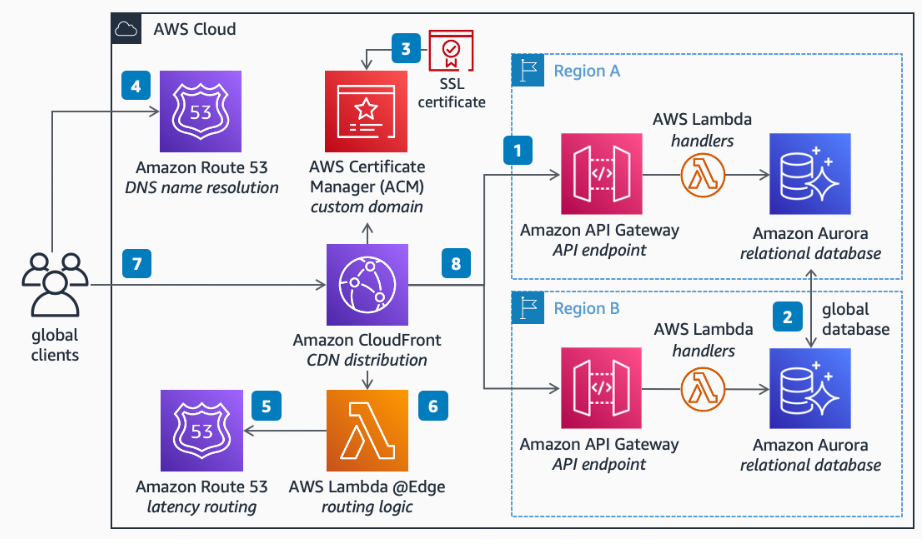 AWS Cloud
3
SSL
certificate
4
53
Amazon Route 53
DNS name resolution
AWS Certificate
Manager (ACM)
custom domain
Region A
1
AWS Lambda
handlers
</>
Amazon API Gateway
API endpoint
Amazon Aurora
relational database
7
8
global
clients
Amazon CloudFront
CDN distribution
2
global
database
Region B
AWS Lambda
handlers
</>
Amazon API Gateway
API endpoint
Amazon Aurora
relational database
5
6
53
Amazon Route 53
latency routing
AWS Lambda @Edge
routing logic